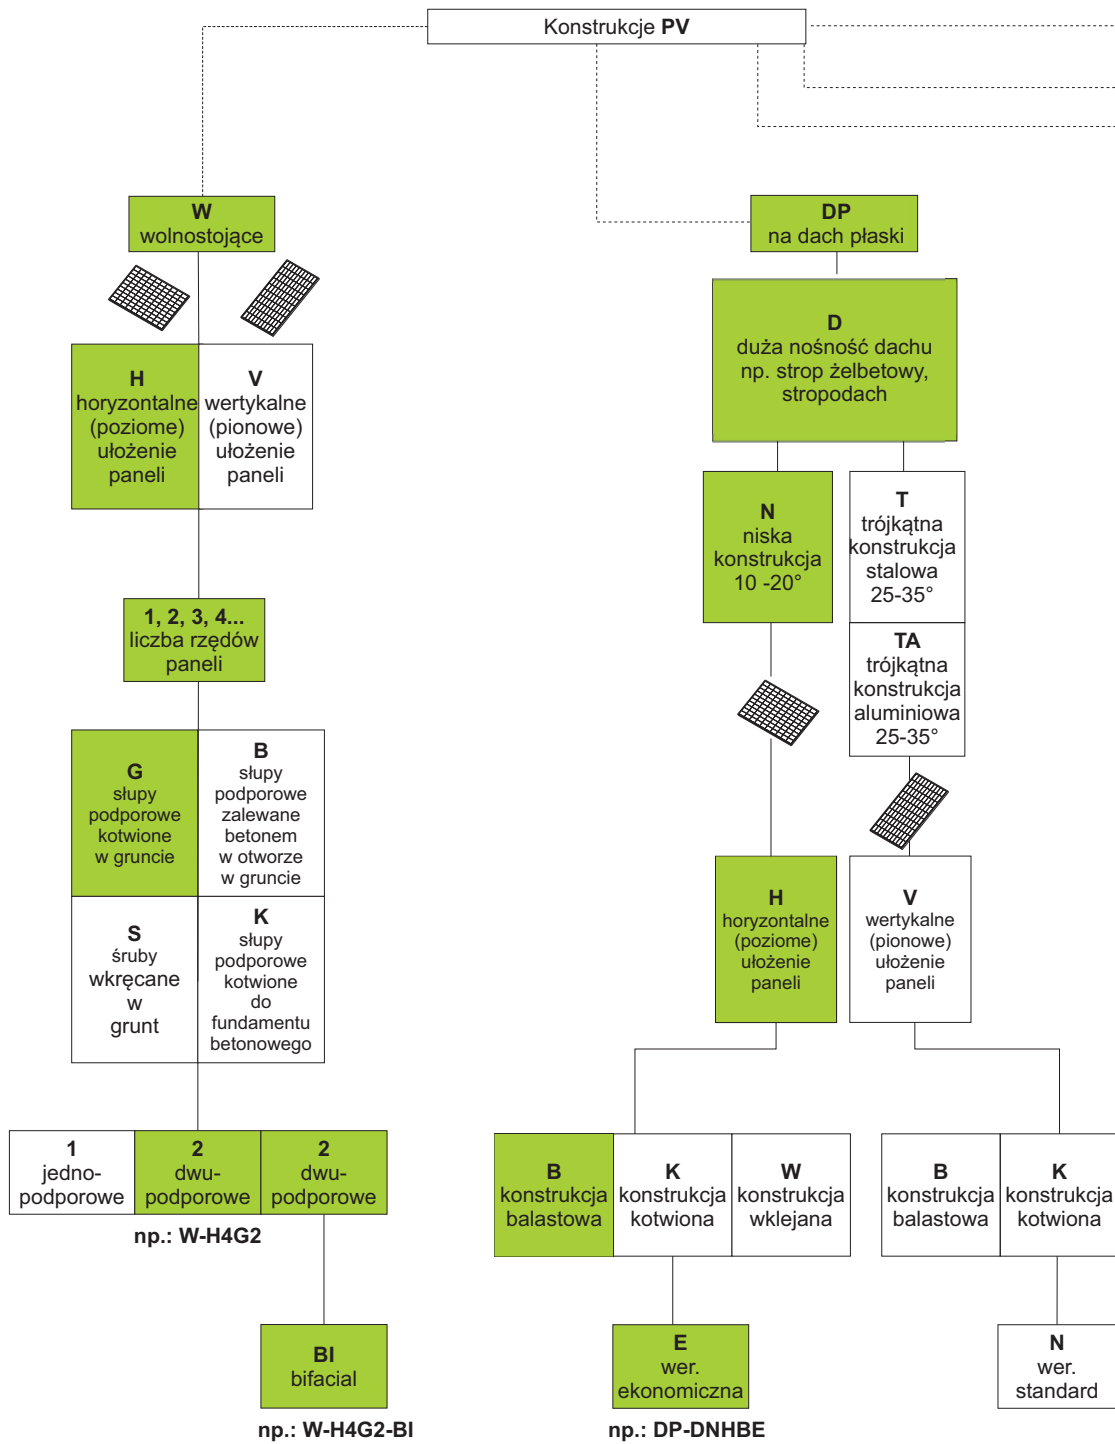 Konstrukcje PV
W
wolnostojące
H
horyzontalne
(poziome)
ułożenie
paneli
V
wertykalne
(pionowe)
ułożenie
paneli
1, 2, 3, 4...
liczba rzędów
paneli
G
słupy
podporowe
kotwione
w gruncie
B
słupy
podporowe
zalewane
betonem
w otworze
w gruncie
S
śruby
wkręcane
w
grunt
K
słupy
podporowe
kotwione
do
fundamentu
betonowego
1
jedno-
podporowe
2
dwu-
podporowe
2
dwu-
podporowe
np.: W-H4G2
BI
bifacial
np.: W-H4G2-BI
DP
na dach płaski
D
duża nośność dachu
np. strop żelbetowy,
stropodach
N
niska
konstrukcja
10 -20°
T
trójkątna
konstrukcja
stalowa
25-35°
TA
trójkątna
konstrukcja
aluminiowa
25-35°
H
horyzontalne
(poziome)
ułożenie
paneli
V
wertykalne
(pionowe)
ułożenie
paneli
B
konstrukcja
balastowa
K
konstrukcja
kotwiona
W
konstrukcja
wklejana
B
konstrukcja
balastowa
K
konstrukcja
kotwiona
E
wer.
ekonomiczna
np.: DP-DNHBE
N
wer.
standard